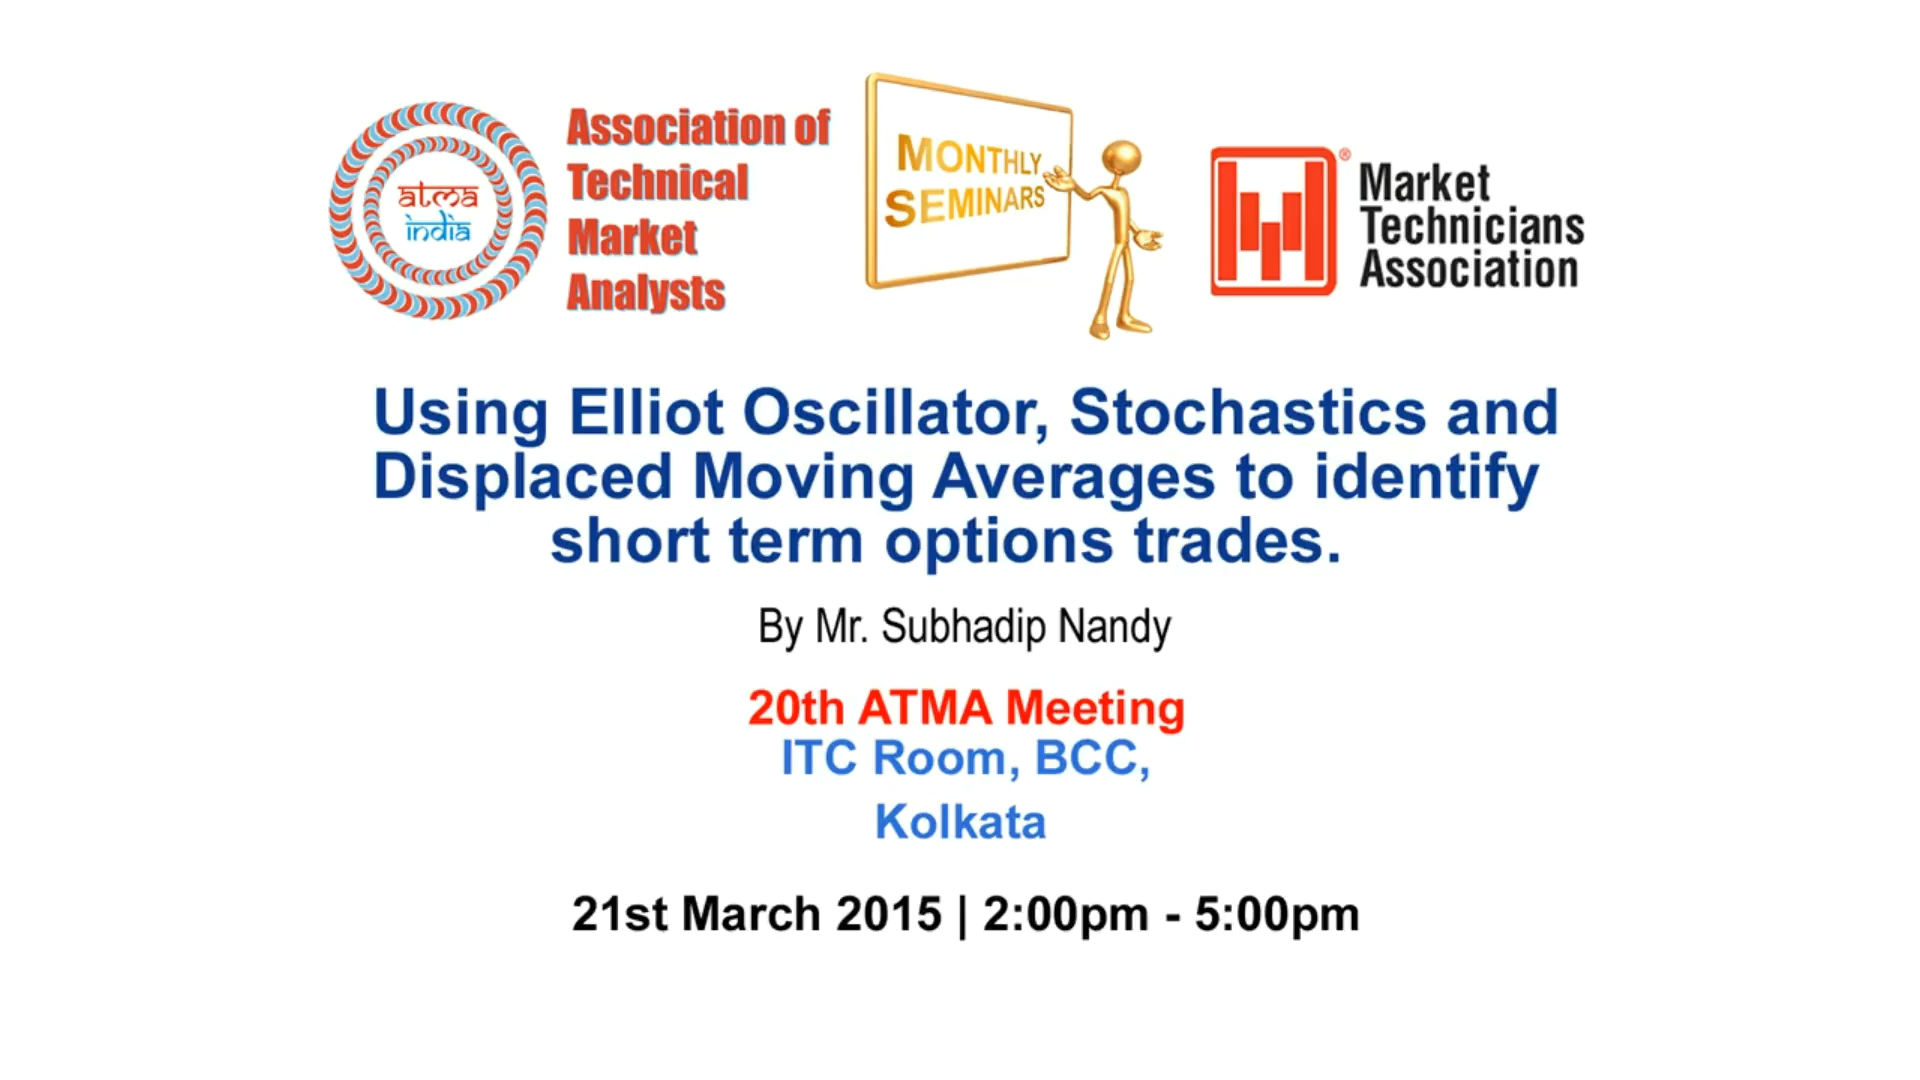 atma
india
Association of
Technical
Market
Analysts
MONTHLY
SEMINARS
®
Market
Technicians
Association
Using Elliot Oscillator, Stochastics and
Displaced Moving Averages to identify
short term options trades.
By Mr. Subhadip Nandy
20th ATMA Meeting
ITC Room, BCC,
Kolkata
21st March 2015 | 2:00pm - 5:00pm